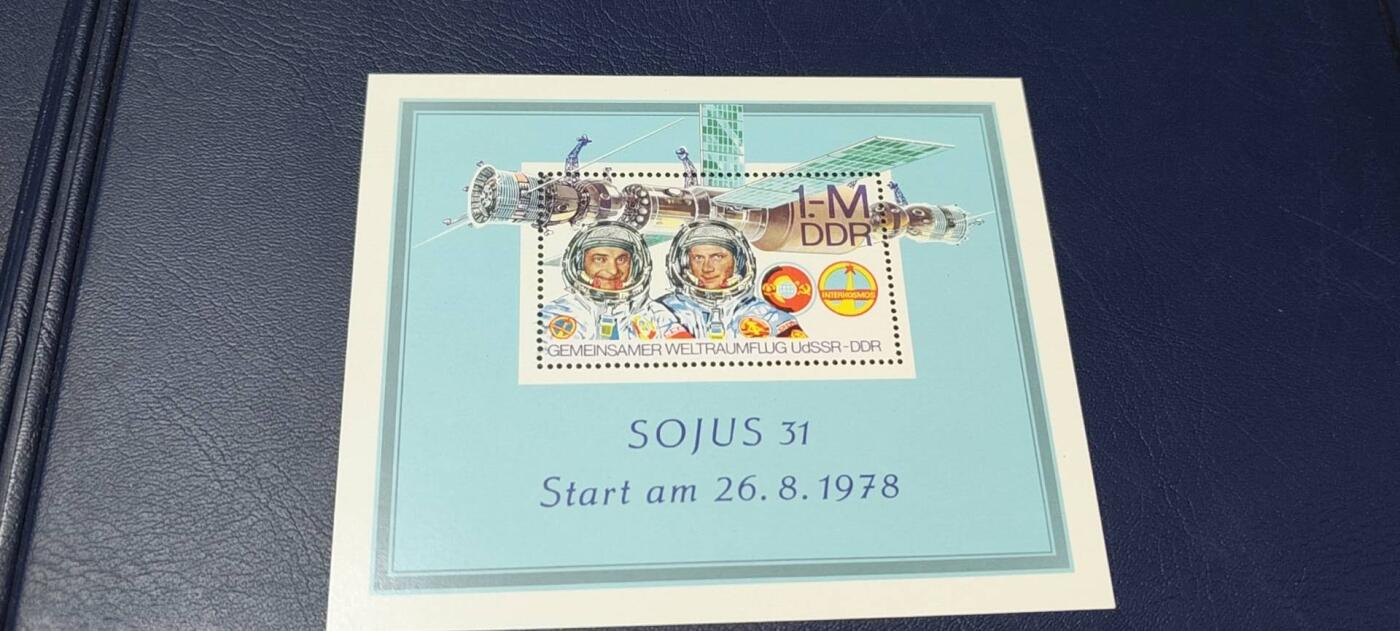 1.-M
DDR
INTERKOSMOS
GEMEINSAMER WELTRAUMFLUG UdSSR-DDR
SOJUS 31
Start am 26.8.1978